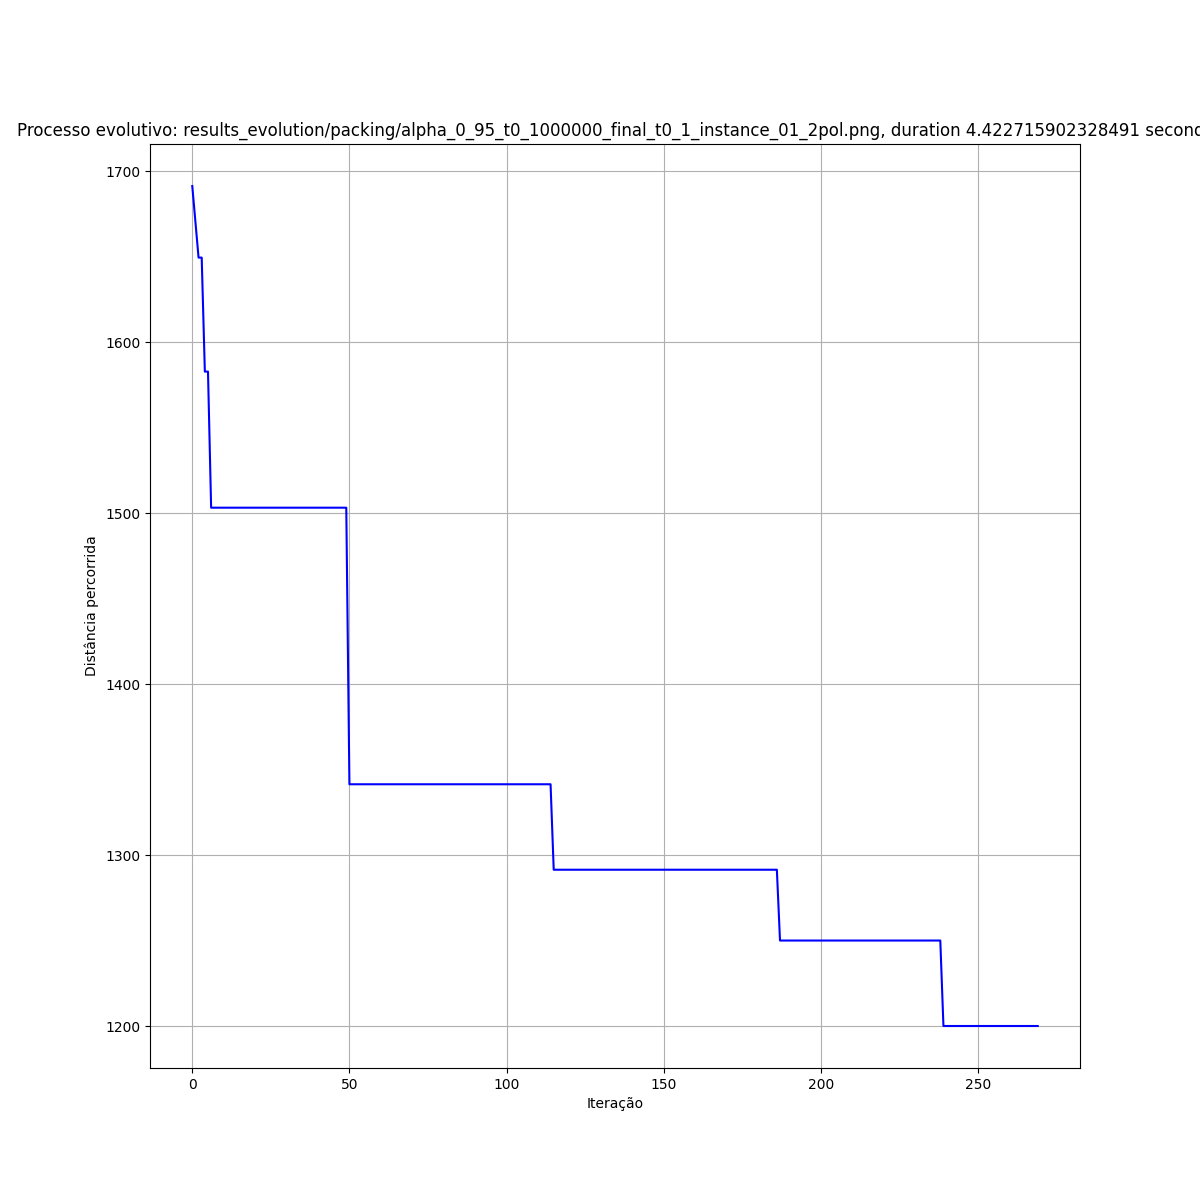 Processo evolutivo: results_evolution/packing/alpha_0_95_t0_1000000_final_t0_1_instance_01_2pol.png, duration 4.422715902328491
1700
1600
1500
1400
1300
1200
Distância percorrida
0 50 100 150 200 250
Iteração